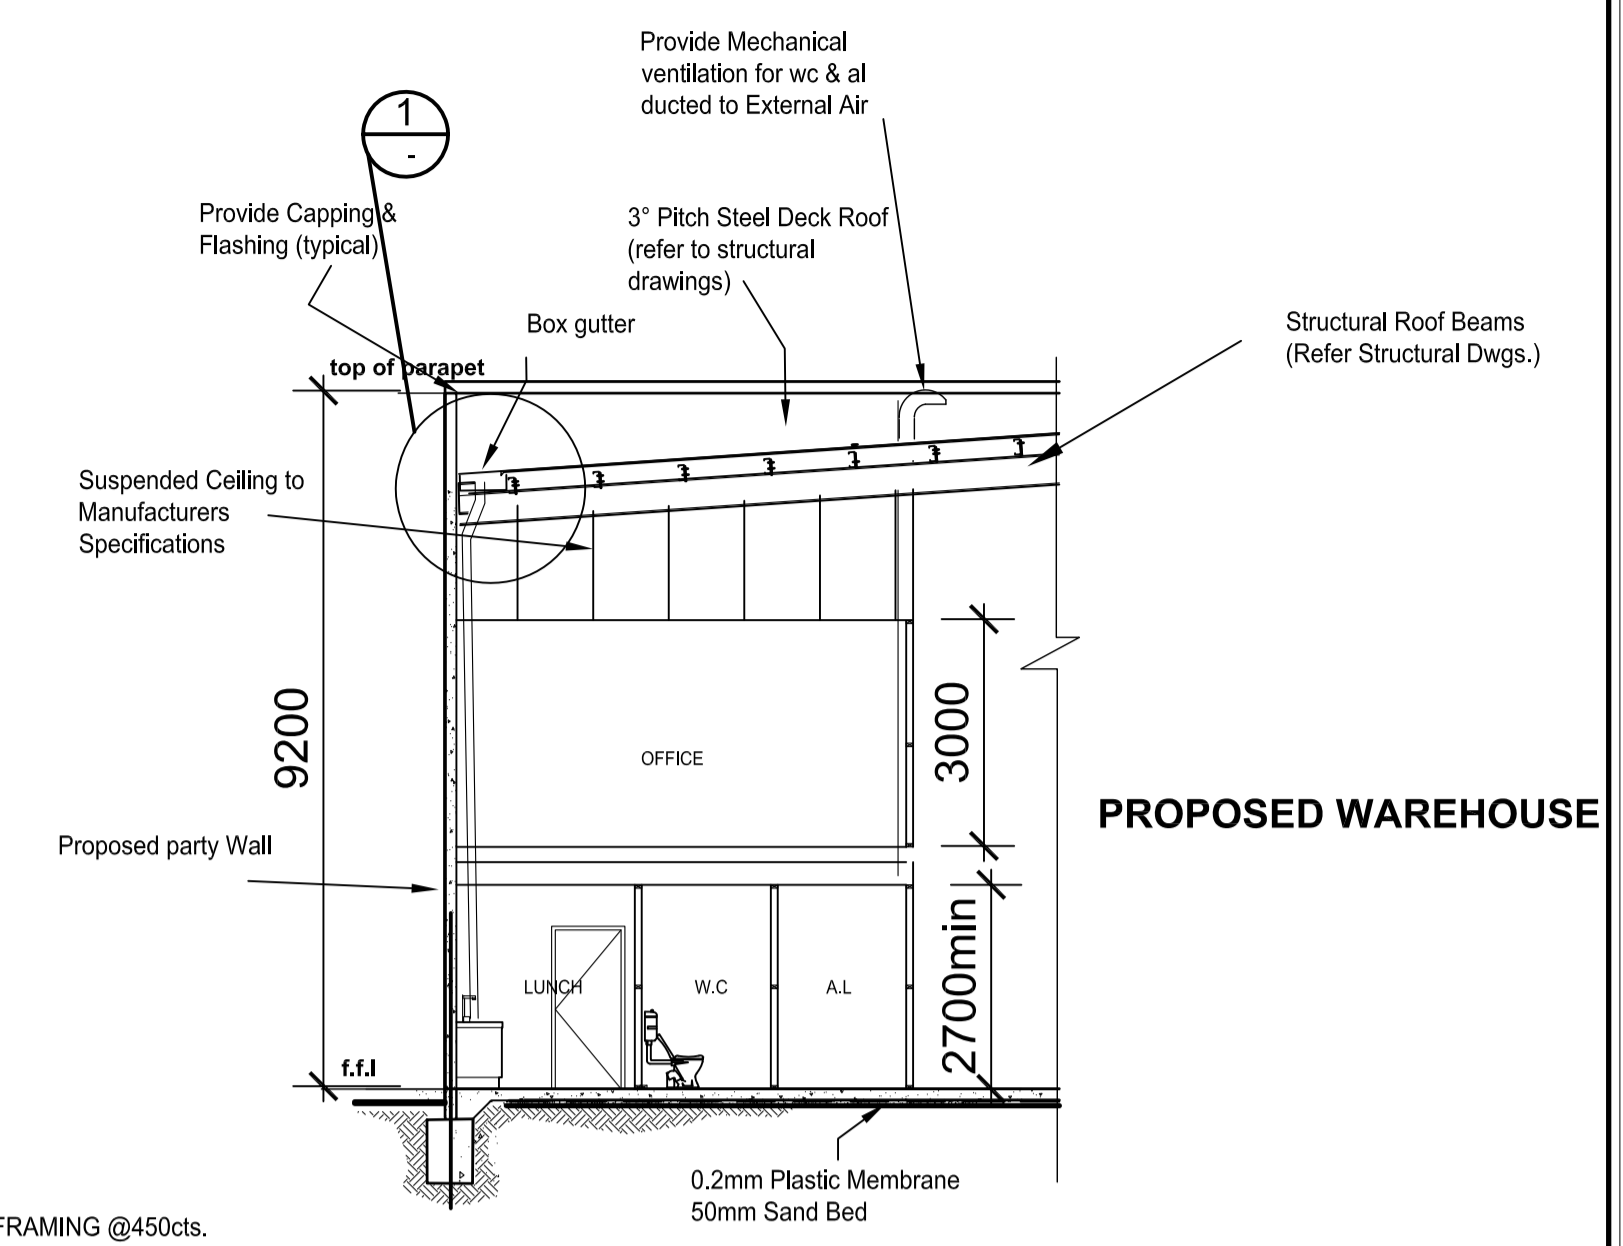 Provide Mechanical
ventilation for wc & al
ducted to External Air
1
-
Provide Capping &
Flashing (typical)
3° Pitch Steel Deck Roof
(refer to structural
drawings)
Box gutter
Structural Roof Beams
(Refer Structural Dwgs.)
top of parapet
Suspended Ceiling to
Manufacturers
Specifications
9200
3000
OFFICE
PROPOSED WAREHOUSE
Proposed party Wall
2700min
LUNCH
W.C
A.L
f.f.l
0.2mm Plastic Membrane
50mm Sand Bed
FRAMING @450cts.